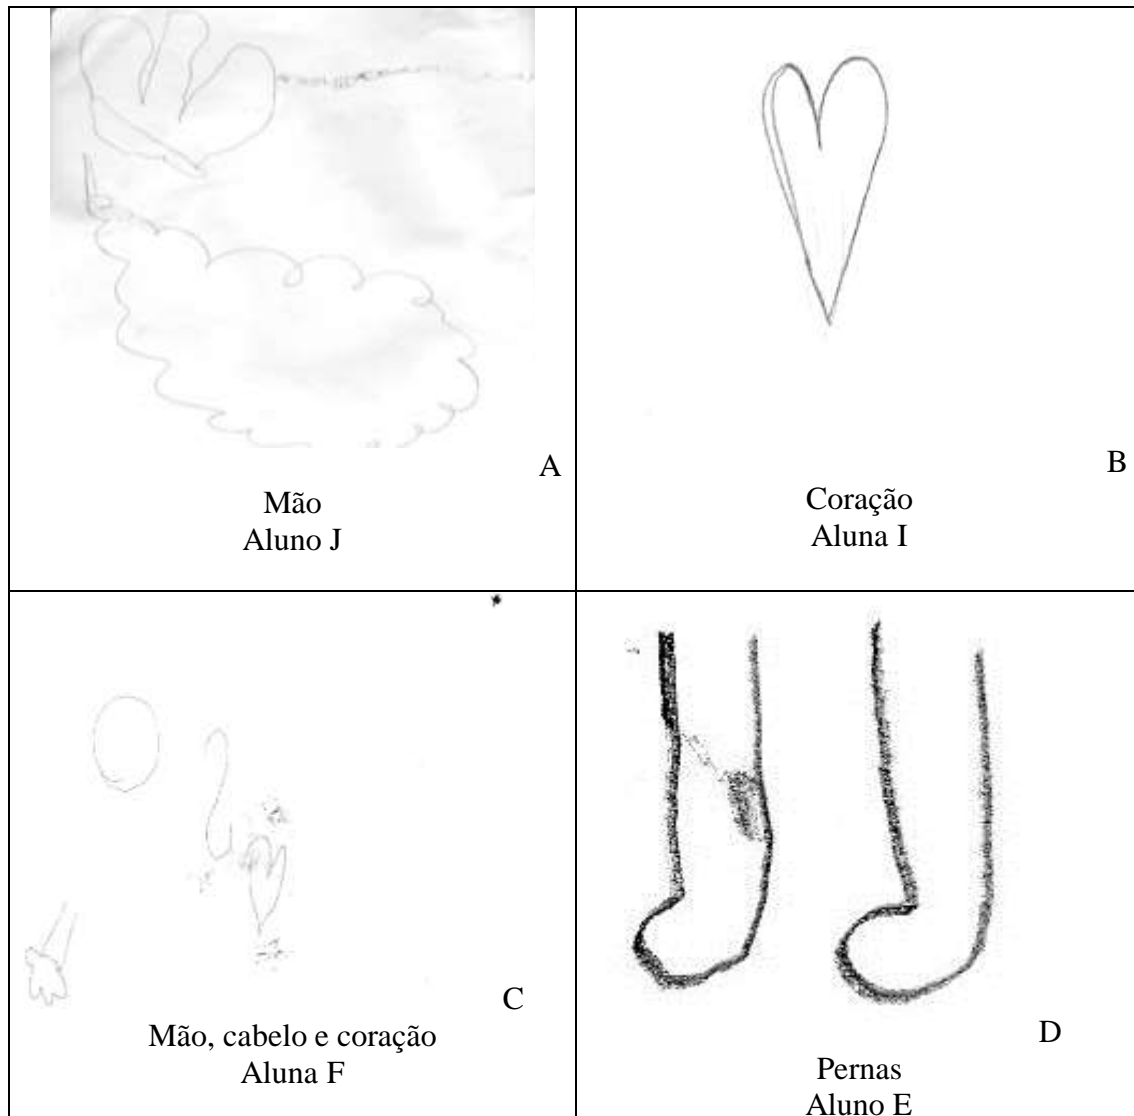 A
Mão
Aluno J
B
Coração
Aluna I
C
Mão, cabelo e coração
Aluna F
D
Pernas
Aluno E